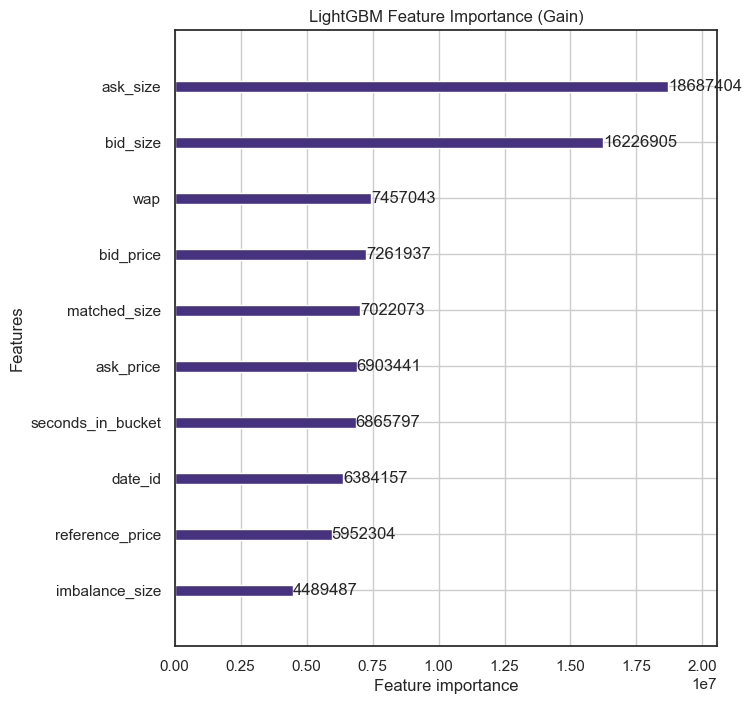 LightGBM Feature Importance (Gain)
ask_size
18687404
bid_size
16226905
wap
7457043
bid_price
7261937
matched_size
7022073
ask_price
6903441
seconds_in_bucket
6865797
date_id
6384157
reference_price
5952304
imbalance_size
4489487
Features
0.00 0.25 0.50 0.75 1.00 1.25 1.50 1.75 2.00
1e7
Feature importance